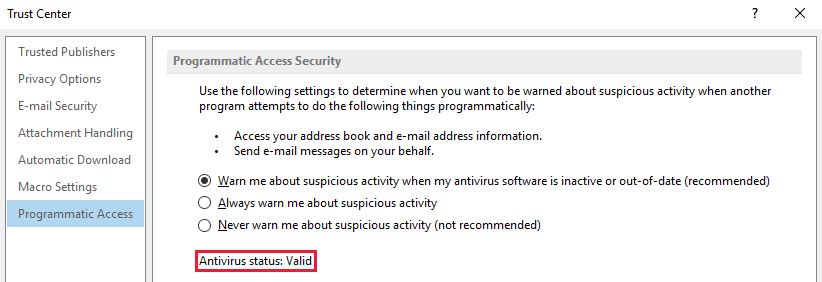 Trust Center
?
Trusted Publishers
Privacy Options
E-mail Security
Attachment Handling
Automatic Download
Macro Settings
Programmatic Access
Programmatic Access Security
Use the following settings to determine when you want to be warned about suspicious activity when another
program attempts to do the following things programmatically:
• Access your address book and e-mail address information.
• Send e-mail messages on your behalf.
Warn me about suspicious activity when my antivirus software is inactive or out-of-date (recommended)
Always warn me about suspicious activity
Never warn me about suspicious activity (not recommended)
Antivirus status: Valid